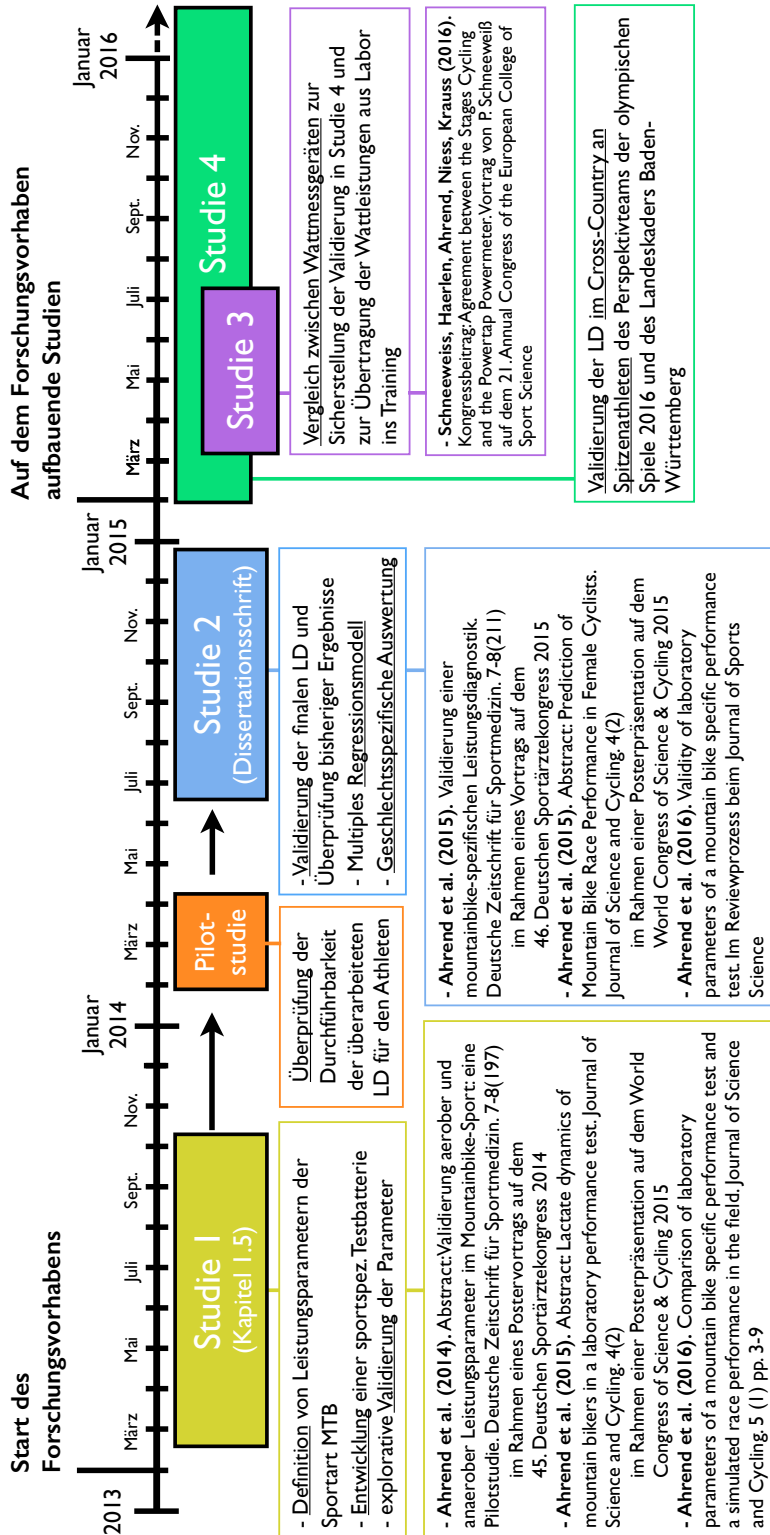 Start des
Forschungsvorhabens
Auf dem Forschungsvorhaben
aufbauende Studien
2013
März
Mai
Juli
Sept.
Nov.
Januar
2014
März
Mai
Juli
Sept.
Nov.
Januar
2015
März
Mai
Juli
Sept.
Nov.
Januar
2016
Studie 1
(Kapitel 1.5)
Pilot-
studie
Studie 2
(Dissertationsschrift)
Studie 3
Studie 4
- Definition von Leistungsparametern der
Sportart MTB
- Entwicklung einer sportspez. Testbatterie
- explorative Validierung der Parameter
- Ahrend et al. (2014). Abstract: Validierung aerober und
anaerober Leistungsparameter im Mountainbike-Sport: eine
Pilotstudie. Deutsche Zeitschrift für Sportmedizin. 7-8(197)
im Rahmen eines Postervortrags auf dem
45. Deutschen Sportärztekongress 2014
- Ahrend et al. (2015). Abstract: Lactate dynamics of
mountain bikers in a laboratory performance test. Journal of
Science and Cycling. 4(2)
im Rahmen einer Posterpräsentation auf dem World
Congress of Science & Cycling 2015
- Ahrend et al. (2016). Comparison of laboratory
parameters of a mountain bike specific performance test and
a simulated race performance in the field. Journal of Science
and Cycling. 5 (1) pp. 3-9
Überprüfung der
Durchführbarkeit
der überarbeiteten
LD für den Athleten
- Validierung der finalen LD und
Überprüfung bisheriger Ergebnisse
- Multiples Regressionsmodell
- Geschlechtsspezifische Auswertung
- Ahrend et al. (2015). Validierung einer
mountainbike-spezifischen Leistungsdiagnostik.
Deutsche Zeitschrift für Sportmedizin. 7-8(211)
im Rahmen eines Vortrags auf dem
46. Deutschen Sportärztekongress 2015
- Ahrend et al. (2015). Abstract: Prediction of
Mountain Bike Race Performance in Female Cyclists.
Journal of Science and Cycling. 4(2)
im Rahmen einer Posterpräsentation auf dem
World Congress of Science & Cycling 2015
- Ahrend et al. (2016). Validity of laboratory
parameters of a mountain bike specific performance
test. Im Reviewprozess beim Journal of Sports
Science
Vergleich zwischen Wattmessgeräten zur
Sicherstellung der Validierung in Studie 4 und
zur Übertragung der Wattleistungen aus Labor
ins Training
- Schneeweiss, Haerlen, Ahrend, Niess, Krauss (2016).
Kongressbeitrag: Agreement between the Stages Cycling
and the Powertap Powermeter. Vortrag von P. Schneeweiß
auf dem 21. Annual Congress of the European College of
Sport Science
Validierung der LD im Cross-Country an
Spitzenathleten des Perspektivteams der olympischen
Spiele 2016 und des Landeskaders Baden-
Württemberg